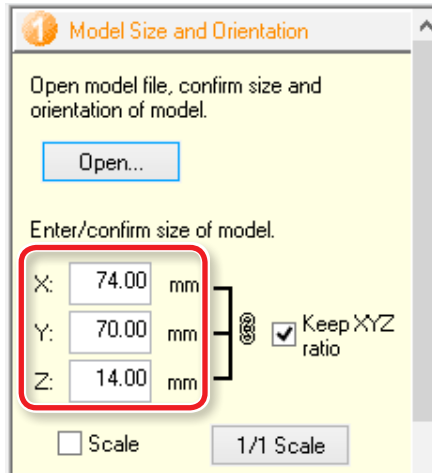 1 Model Size and Orientation
Open model file, confirm size and
orientation of model.
Open...
Enter/confirm size of model.
X: 74.00 mm
Y: 70.00 mm Keep XYZ
ratio
Z: 14.00 mm
Scale 1/1 Scale